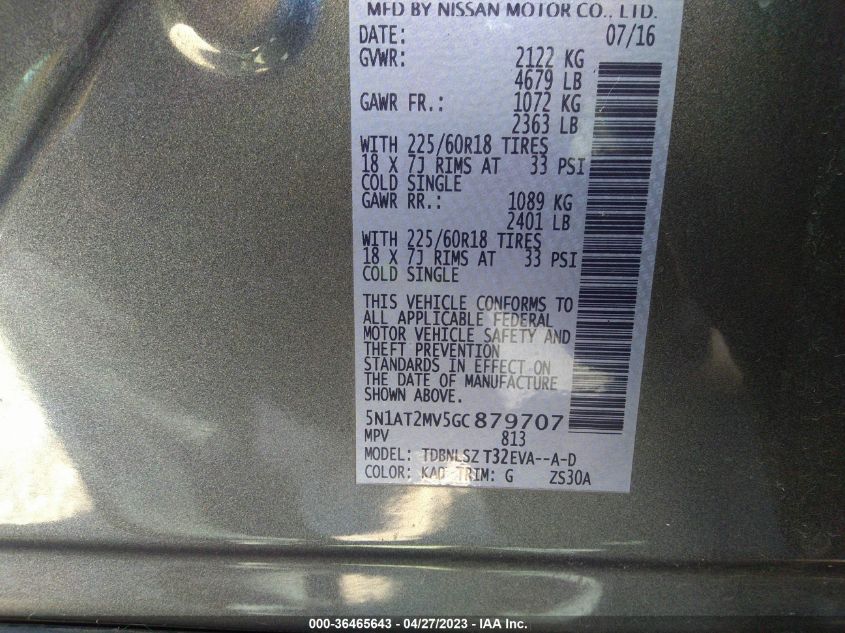 MFD BY NISSAN MOTOR CO., LTD.
DATE: 07/16
GVWR: 2122 KG
4679 LB
GAWR FR.: 1072 KG
2363 LB
WITH 225/60R18 TIRES
18 X 7J RIMS AT 33 PSI
COLD SINGLE
GAWR RR.: 1089 KG
2401 LB
WITH 225/60R18 TIRES
18 X 7J RIMS AT 33 PSI
COLD SINGLE
THIS VEHICLE CONFORMS TO
ALL APPLICABLE FEDERAL
MOTOR VEHICLE SAFETY AND
THEFT PREVENTION
STANDARDS IN EFFECT ON
THE DATE OF MANUFACTURE
SHOWN ABOVE.
5N1AT2MV5GC879707
MPV 813
MODEL: TDBNLSZ T32EVA--A-D
COLOR: KAD TRIM: G ZS30A
000-36465643 - 04/27/2023 - IAA Inc.